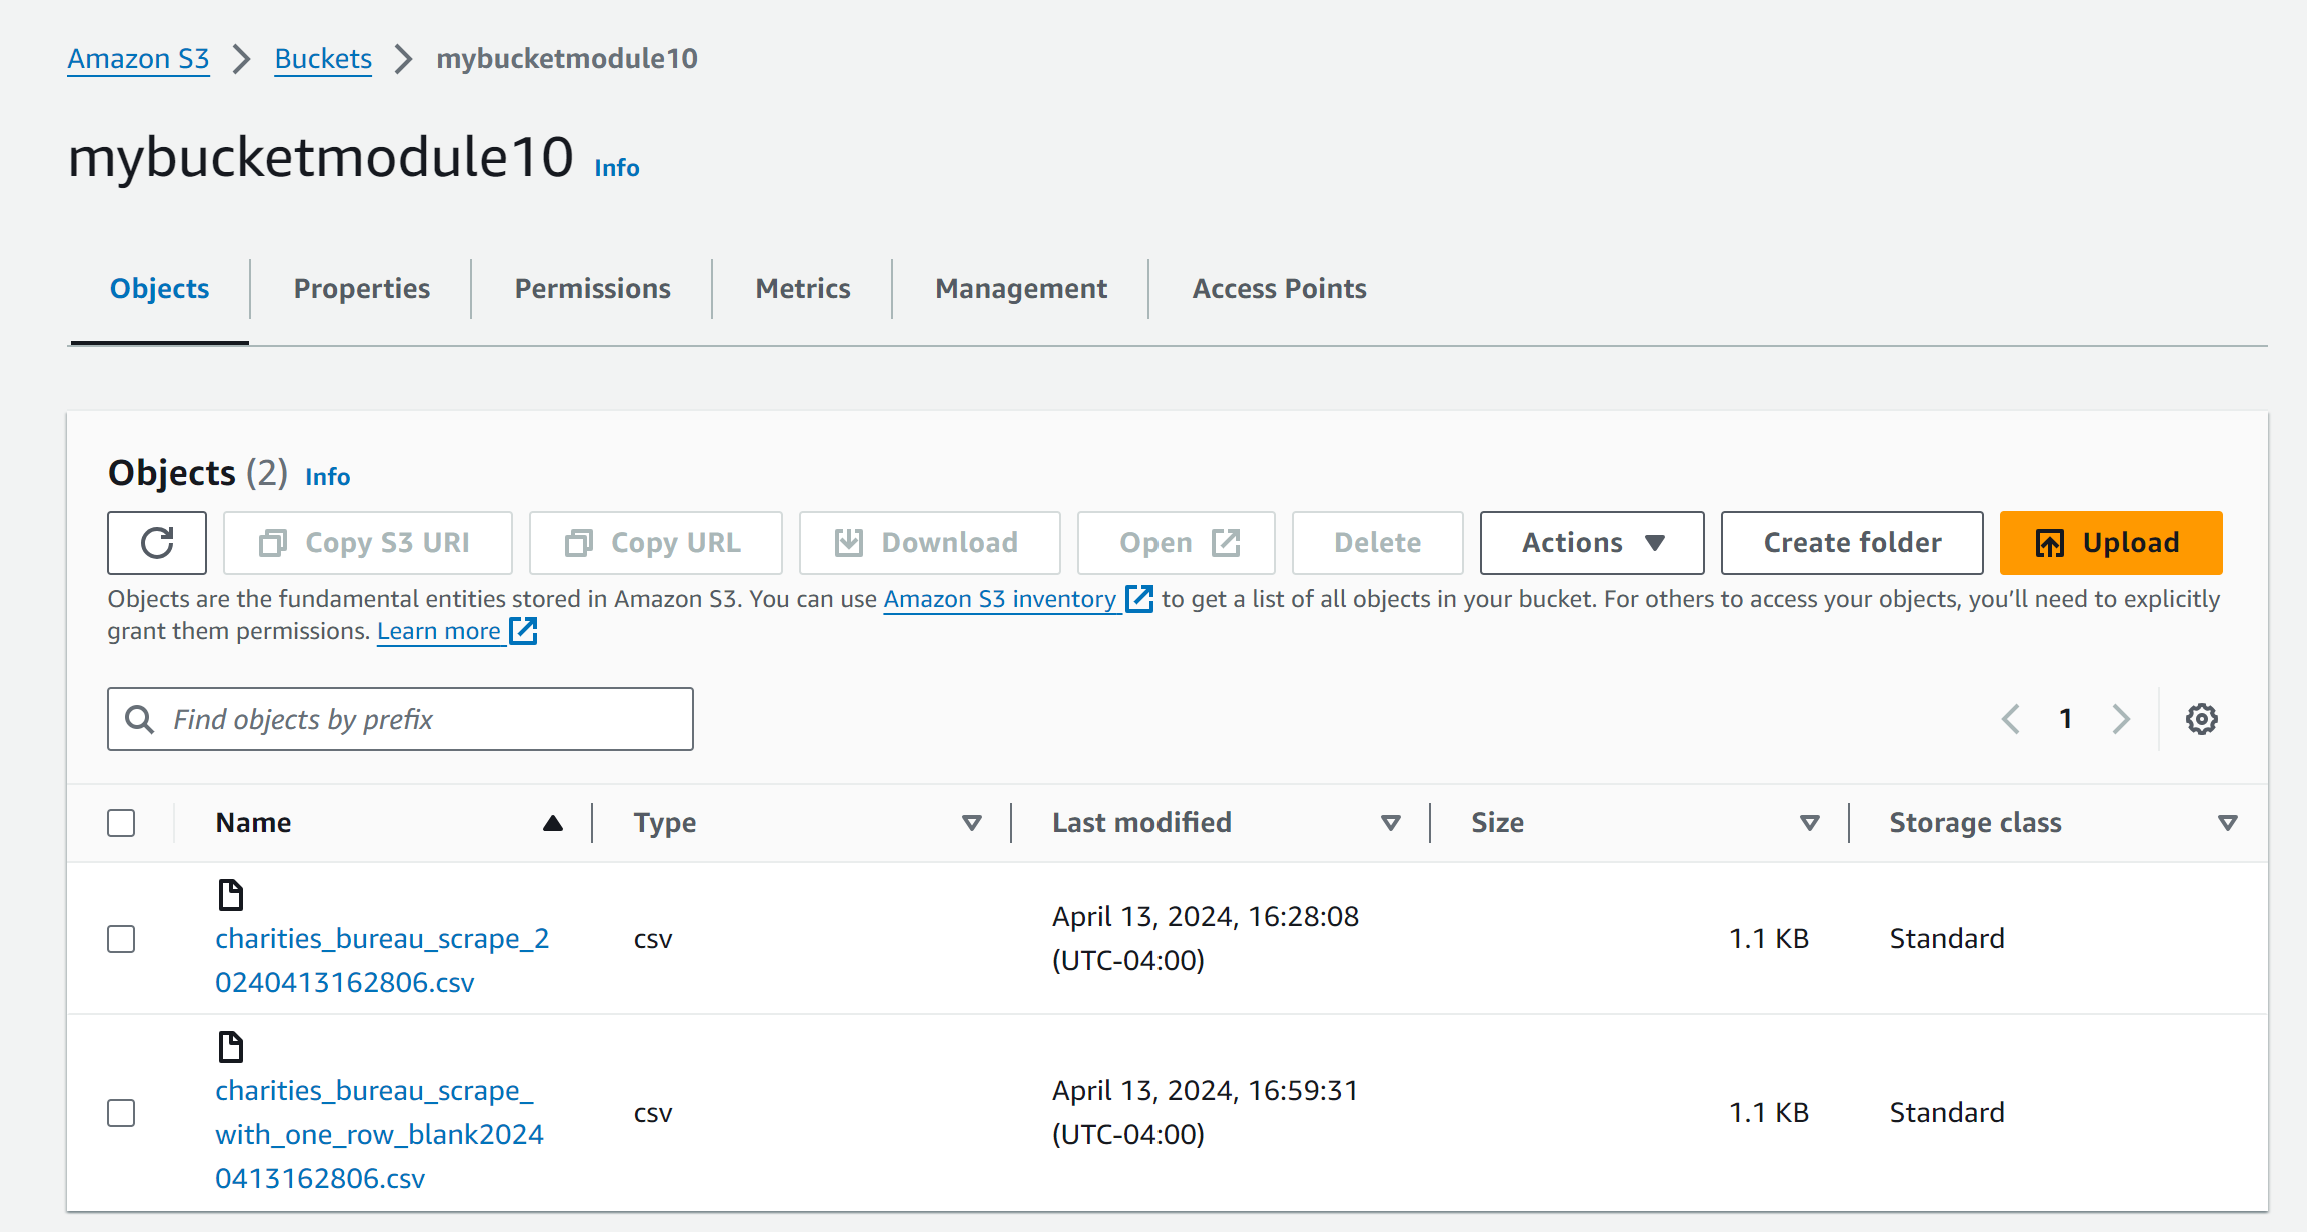 Amazon S3 Buckets mybucketmodule10
mybucketmodule10 Info
Objects Properties Permissions Metrics Management Access Points
Objects (2) Info
Copy S3 URI Copy URL Download Open Delete Actions Create folder Upload
Objects are the fundamental entities stored in Amazon S3. You can use Amazon S3 inventory to get a list of all objects in your bucket. For others to access your objects, you’ll need to explicitly
grant them permissions. Learn more
Find objects by prefix
1
Name Type Last modified Size Storage class
charities_bureau_scrape_2
0240413162806.csv
csv
April 13, 2024, 16:28:08
(UTC-04:00)
1.1 KB
Standard
charities_bureau_scrape_
with_one_row_blank2024
0413162806.csv
csv
April 13, 2024, 16:59:31
(UTC-04:00)
1.1 KB
Standard